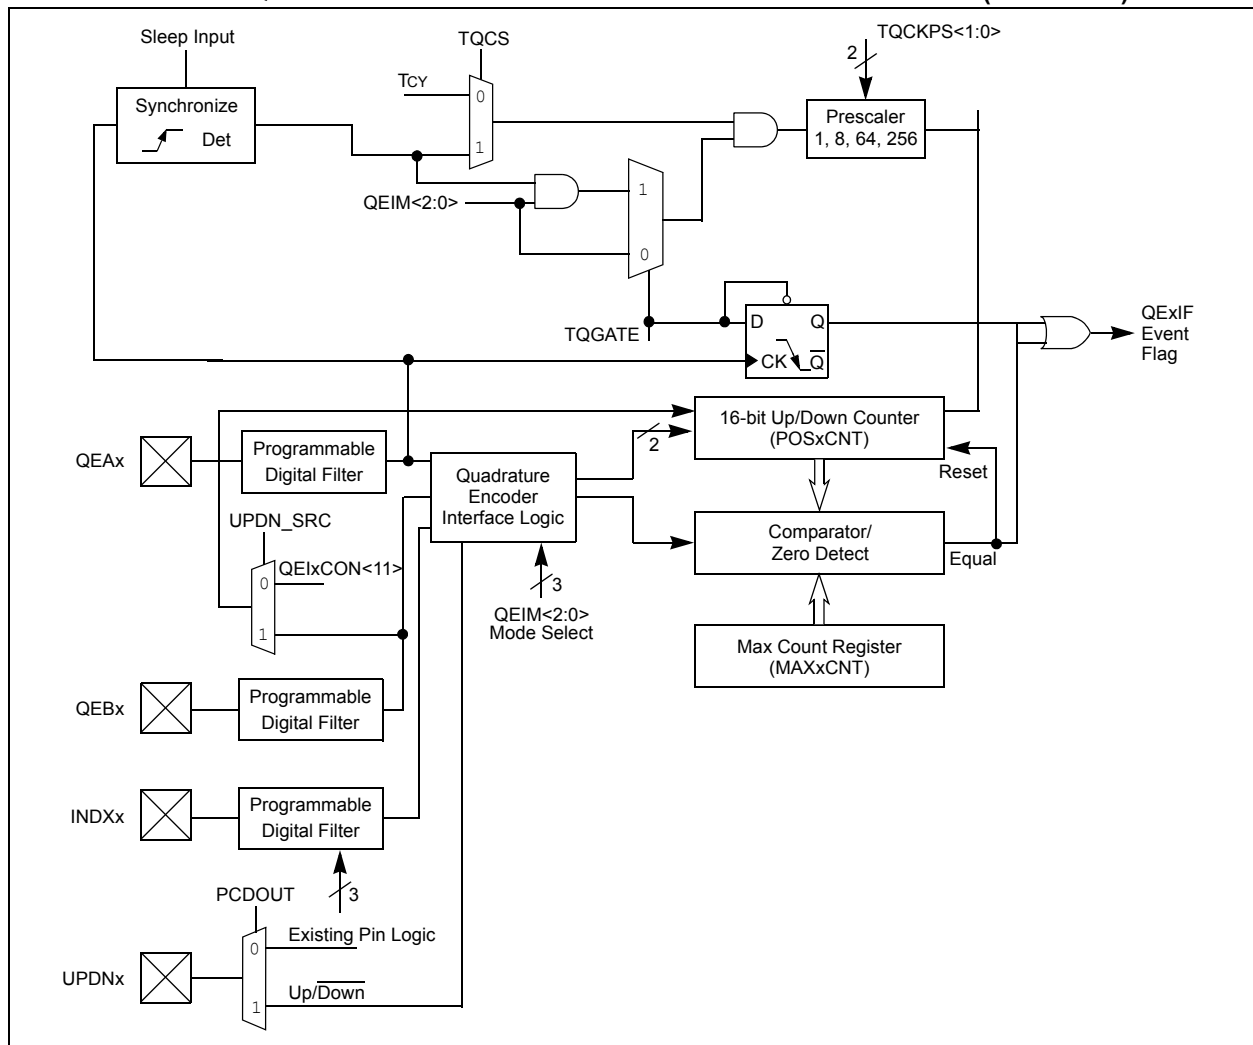 Sleep Input
TQCS
TQCKPS<1:0>
2
TCY
0
1
Synchronize
Det
Prescaler
1, 8, 64, 256
QEIM<2:0>
1
0
TQGATE
D
Q
CK
Q
QExIF
Event
Flag
16-bit Up/Down Counter
(POSxCNT)
2
Reset
QEAx
Programmable
Digital Filter
Quadrature
Encoder
Interface Logic
Comparator/
Zero Detect
Equal
UPDN_SRC
0
QEIxCON<11>
1
3
QEIM<2:0>
Mode Select
Max Count Register
(MAXxCNT)
QEBx
Programmable
Digital Filter
INDXx
Programmable
Digital Filter
3
PCDOUT
0
Existing Pin Logic
UPDNx
1
Up/Down